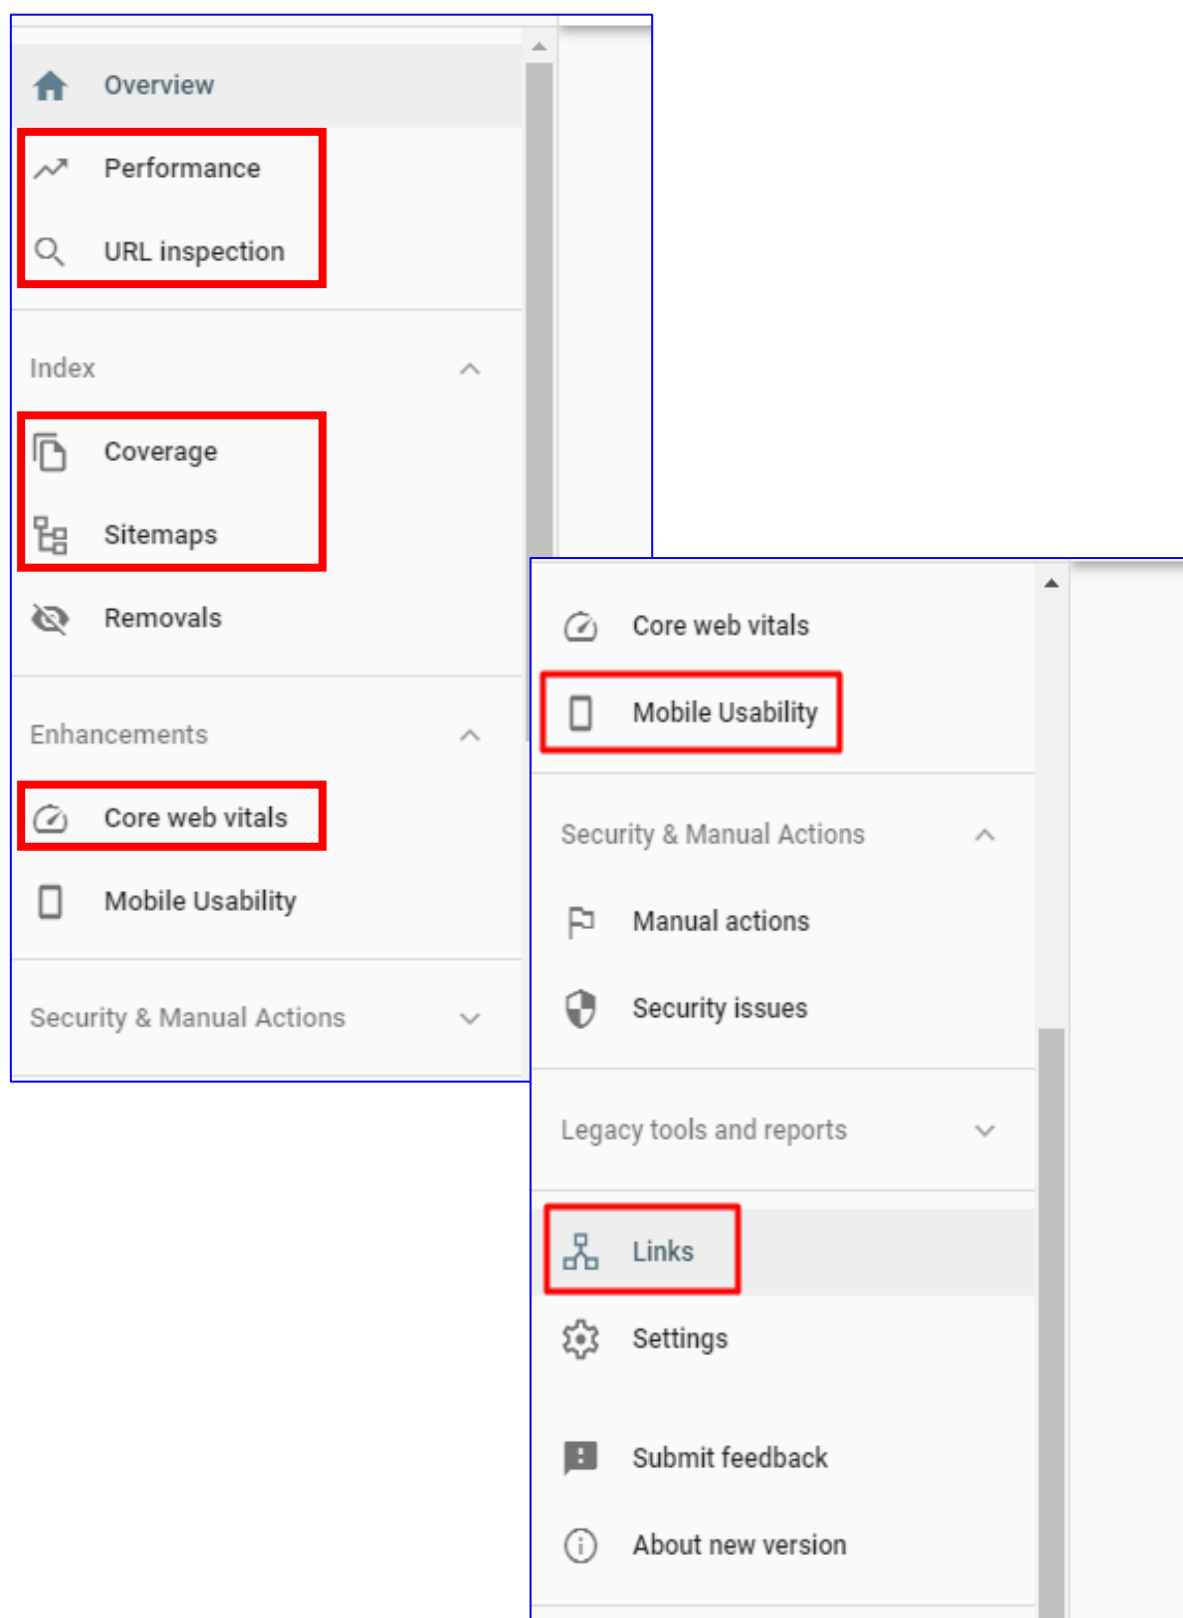 Overview
Performance
URL inspection
Index
Coverage
Sitemaps
Removals
Enhancements
Core web vitals
Mobile Usability
Security & Manual Actions
Core web vitals
Mobile Usability
Security & Manual Actions
Manual actions
Security issues
Legacy tools and reports
Links
Settings
Submit feedback
About new version